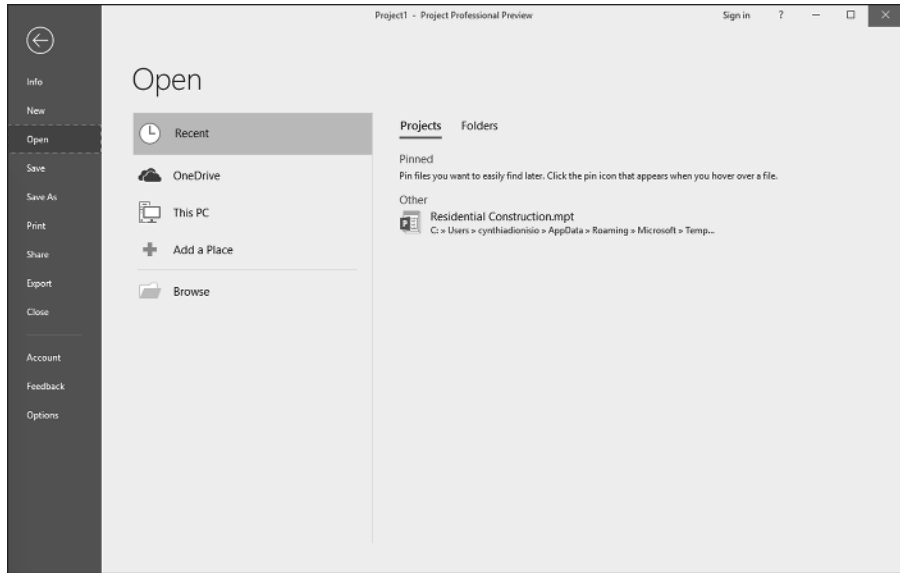 Project1 - Project Professional Preview
Sign in
?
Info
New
Open
Save
Save As
Print
Share
Export
Close
Account
Feedback
Options
Open
Recent
OneDrive
This PC
Add a Place
Browse
Projects Folders
Pinned
Pin files you want to easily find later. Click the pin icon that appears when you hover over a file.
Other
Residential Construction.mpt
C: » Users » cynthiadionisio » AppData » Roaming » Microsoft » Temp...